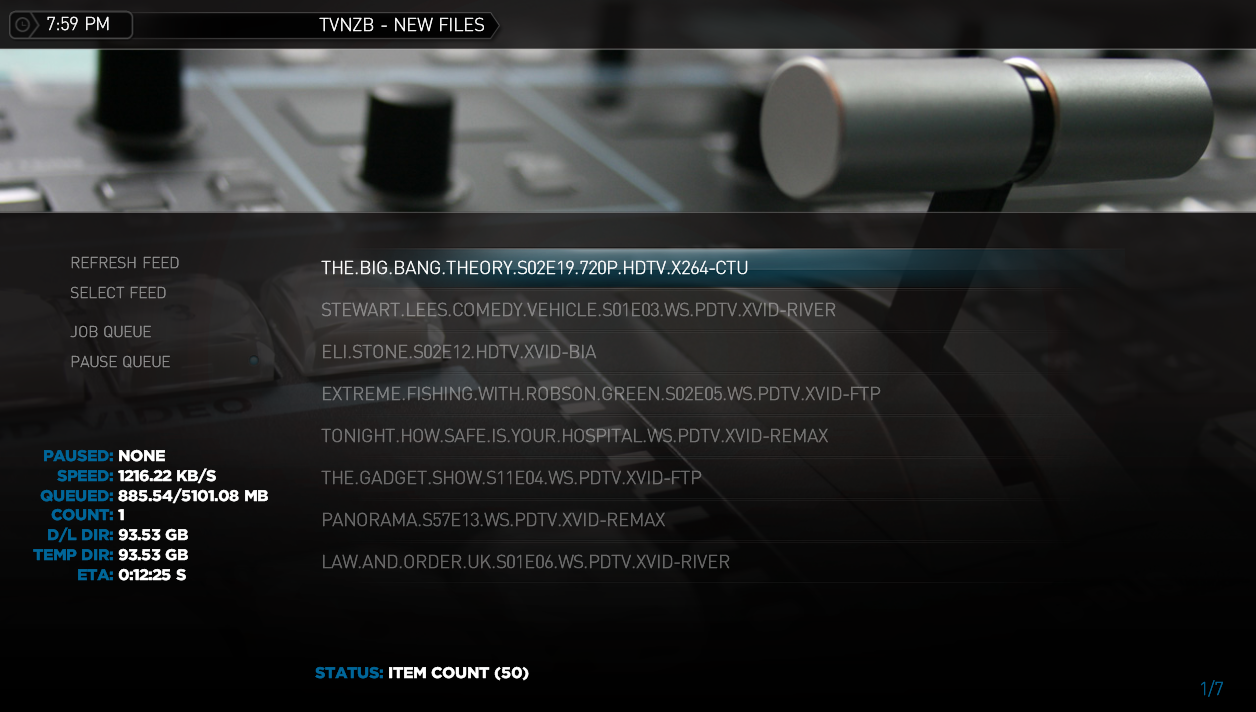 7:59 PM
TVNZB - NEW FILES
REFRESH FEED
SELECT FEED
JOB QUEUE
PAUSE QUEUE
VIDEO
PAUSED: NONE
SPEED: 1216.22 KB/S
QUEUED: 885.54/5101.08 MB
COUNT: 1
D/L DIR: 93.53 GB
TEMP DIR: 93.53 GB
ETA: 0:12:25 S
THE.BIG.BANG.THEORY.S02E19.720P.HDTV.X264-CTU
STEWART.LEES.COMEDY.VEHICLE.S01E03.WS.PDTV.XVID-RIVER
ELI.STONE.S02E12.HDTV.XVID-BIA
EXTREME.FISHING.WITH.ROBSON.GREEN.S02E05.WS.PDTV.XVID-FTP
TONIGHT.HOW.SAFE.IS.YOUR.HOSPITAL.WS.PDTV.XVID-REMAX
THE.GADGET.SHOW.S11E04.WS.PDTV.XVID-FTP
PANORAMA.S57E13.WS.PDTV.XVID-REMAX
LAW.AND.ORDER.UK.S01E06.WS.PDTV.XVID-RIVER
STATUS: ITEM COUNT (50)
1/7